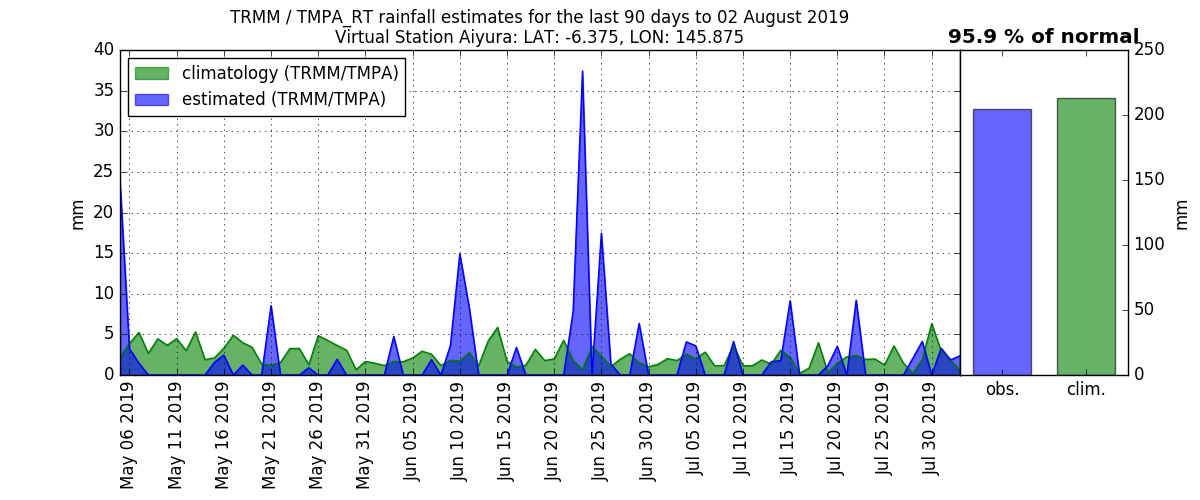 TRMM / TMPA_RT rainfall estimates for the last 90 days to 02 August 2019
Virtual Station Aiyura: LAT: -6.375, LON: 145.875
95.9 % of normal
climatology (TRMM/TMPA)
estimated (TRMM/TMPA)
40
35
30
25
20
15
10
5
0
mm
May 06 2019
May 11 2019
May 16 2019
May 21 2019
May 26 2019
May 31 2019
Jun 05 2019
Jun 10 2019
Jun 15 2019
Jun 20 2019
Jun 25 2019
Jun 30 2019
Jul 05 2019
Jul 10 2019
Jul 15 2019
Jul 20 2019
Jul 25 2019
Jul 30 2019
obs.
clim.
250
200
150
100
50
0
mm